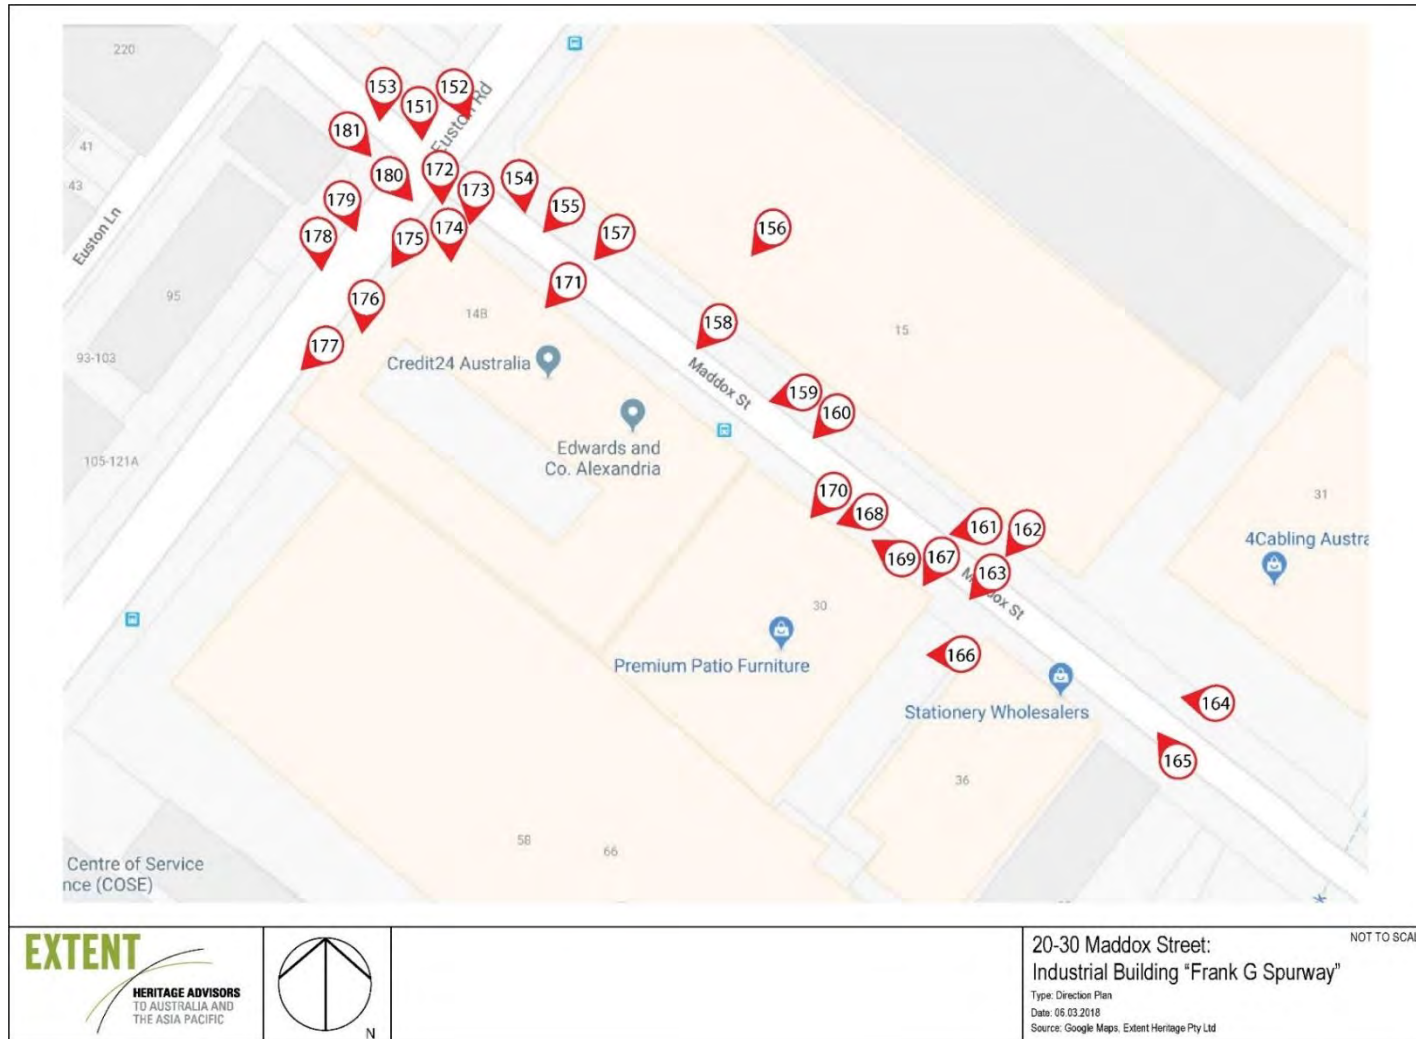 220
153
152
151
Euston Rd
181
41
172
180
173
154
43
179
155
Euston Ln
178
175
174
157
156
171
95
176
14B
158
15
177
93-103
Credit24 Australia
Maddox St
159
160
Edwards and
Co. Alexandria
105-121A
170
31
168
161
162
4Cabling Austra
169
167
163
Maddox St
30
166
Premium Patio Furniture
164
Stationery Wholesalers
165
36
58
66
Centre of Service
nce (COSE)
EXTENT
HERITAGE ADVISORS
TO AUSTRALIA AND
THE ASIA PACIFIC
N
20-30 Maddox Street:
Industrial Building “Frank G Spurway”
NOT TO SCAL
Type: Direction Plan
Date: 06.03.2018
Source: Google Maps, Extent Heritage Pty Ltd